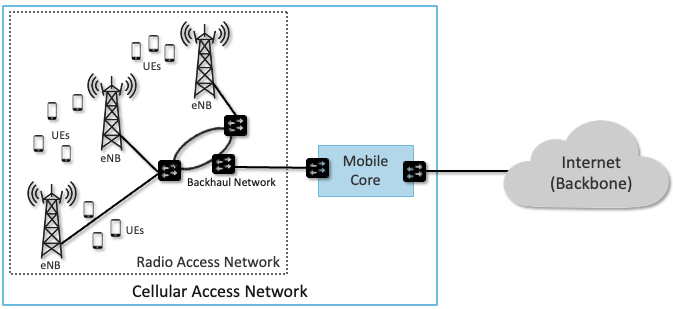 UEs
eNB
UEs
eNB
Backhaul Network
UEs
eNB
Radio Access Network
Cellular Access Network
Mobile
Core
Internet
(Backbone)